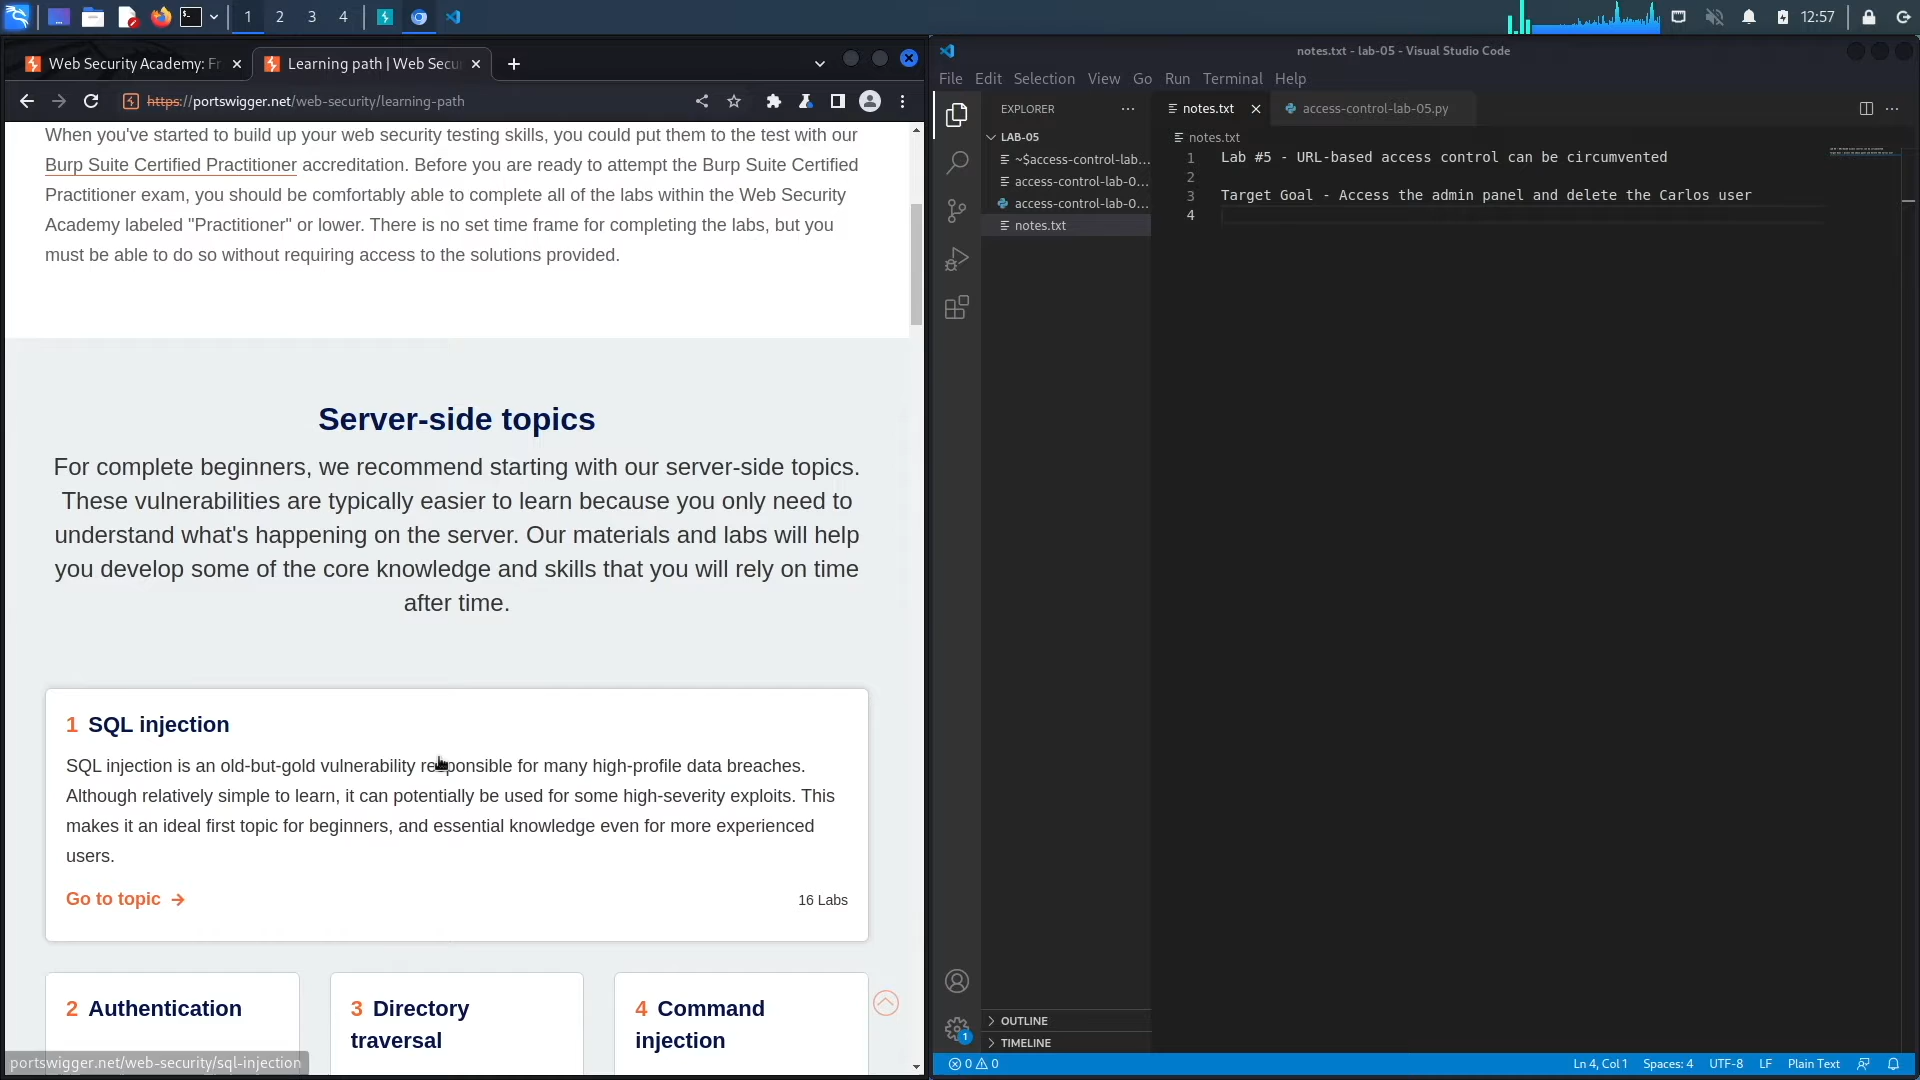 1 2 3 4 12:57
Web Security Academy: Fr
Learning path | Web Secu
https://portswigger.net/web-security/learning-path
When you've started to build up your web security testing skills, you could put them to the test with our
Burp Suite Certified Practitioner accreditation. Before you are ready to attempt the Burp Suite Certified
Practitioner exam, you should be comfortably able to complete all of the labs within the Web Security
Academy labeled "Practitioner" or lower. There is no set time frame for completing the labs, but you
must be able to do so without requiring access to the solutions provided.
Server-side topics
For complete beginners, we recommend starting with our server-side topics.
These vulnerabilities are typically easier to learn because you only need to
understand what's happening on the server. Our materials and labs will help
you develop some of the core knowledge and skills that you will rely on time
after time.
1 SQL injection
SQL injection is an old-but-gold vulnerability responsible for many high-profile data breaches.
Although relatively simple to learn, it can potentially be used for some high-severity exploits. This
makes it an ideal first topic for beginners, and essential knowledge even for more experienced
users.
Go to topic
16 Labs
2 Authentication
3 Directory
traversal
4 Command
injection
portswigger.net/web-security/sql-injection
notes.txt - lab-05 - Visual Studio Code
File Edit Selection View Go Run Terminal Help
EXPLORER
LAB-05
~$access-control-lab...
access-control-lab-0...
access-control-lab-0...
notes.txt
OUTLINE
TIMELINE
notes.txt
access-control-lab-05.py
notes.txt
1 Lab #5 - URL-based access control can be circumvented
2
3 Target Goal - Access the admin panel and delete the Carlos user
4
1
0 0
Ln 4, Col 1 Spaces: 4 UTF-8 LF Plain Text